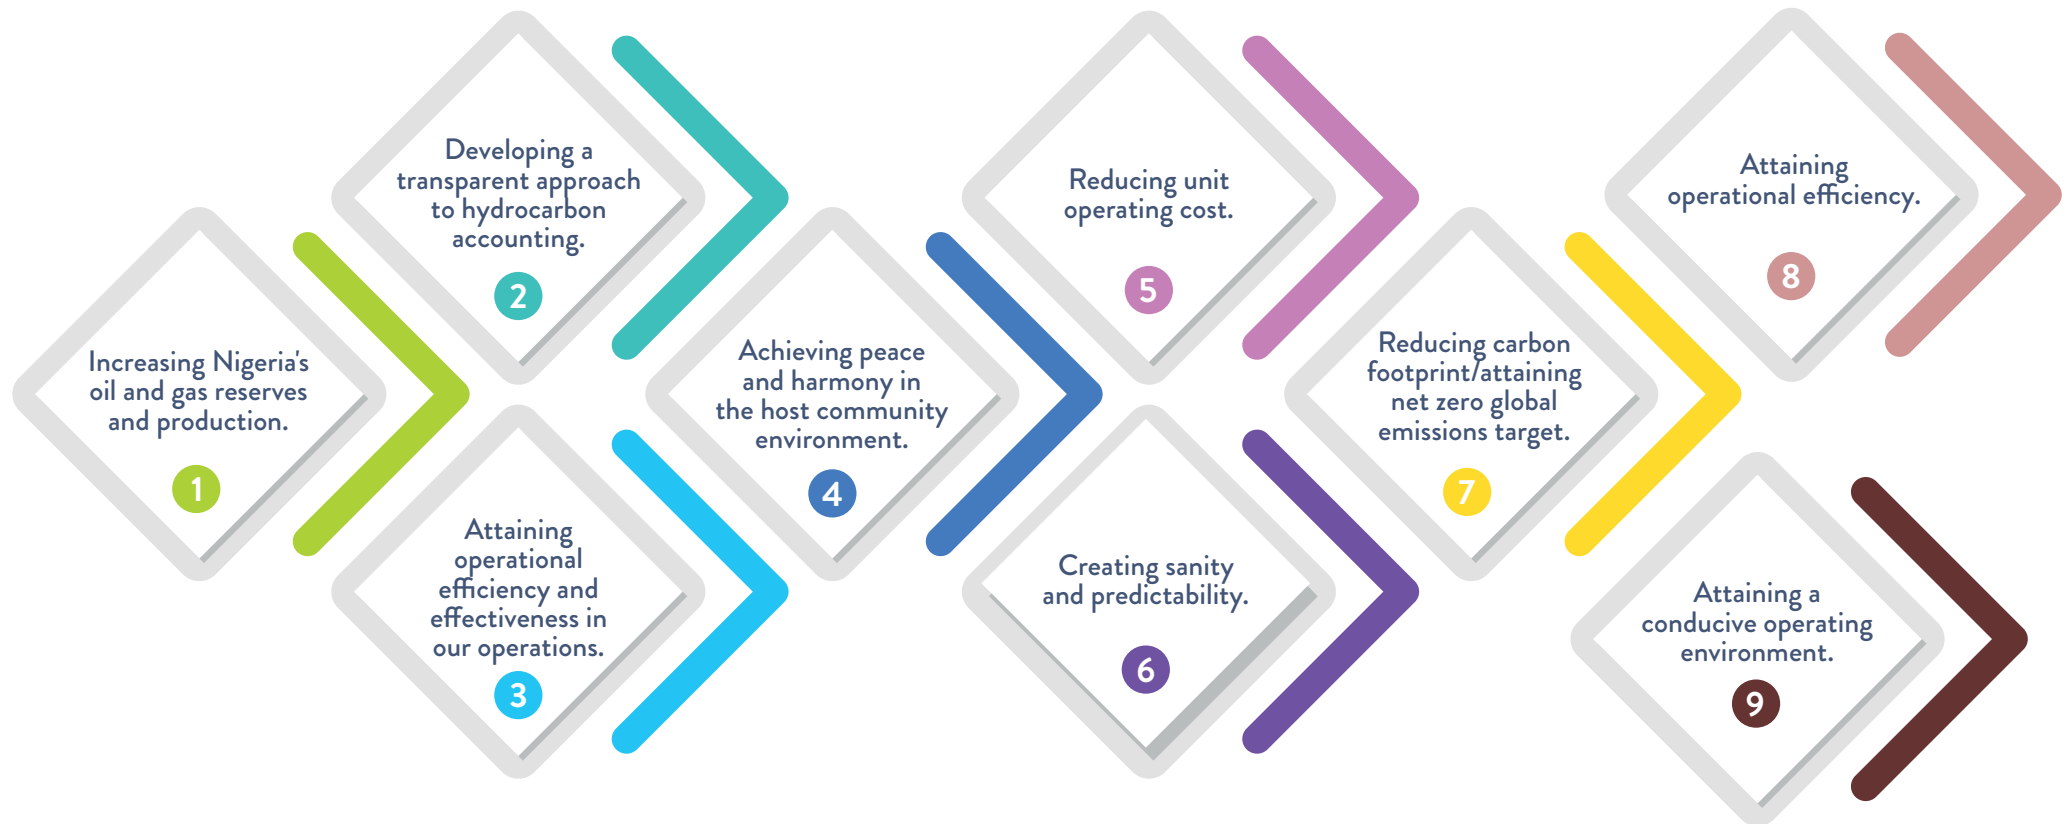 Increasing Nigeria's
oil and gas reserves
and production.
1
Developing a
transparent approach
to hydrocarbon
accounting.
2
Attaining
operational
efficiency and
effectiveness in
our operations.
3
Achieving peace
and harmony in
the host community
environment.
4
Reducing unit
operating cost.
5
Creating sanity
and predictability.
6
Reducing carbon
footprint/attaining
net zero global
emissions target.
7
Attaining
operational efficiency.
8
Attaining a
conducive operating
environment.
9